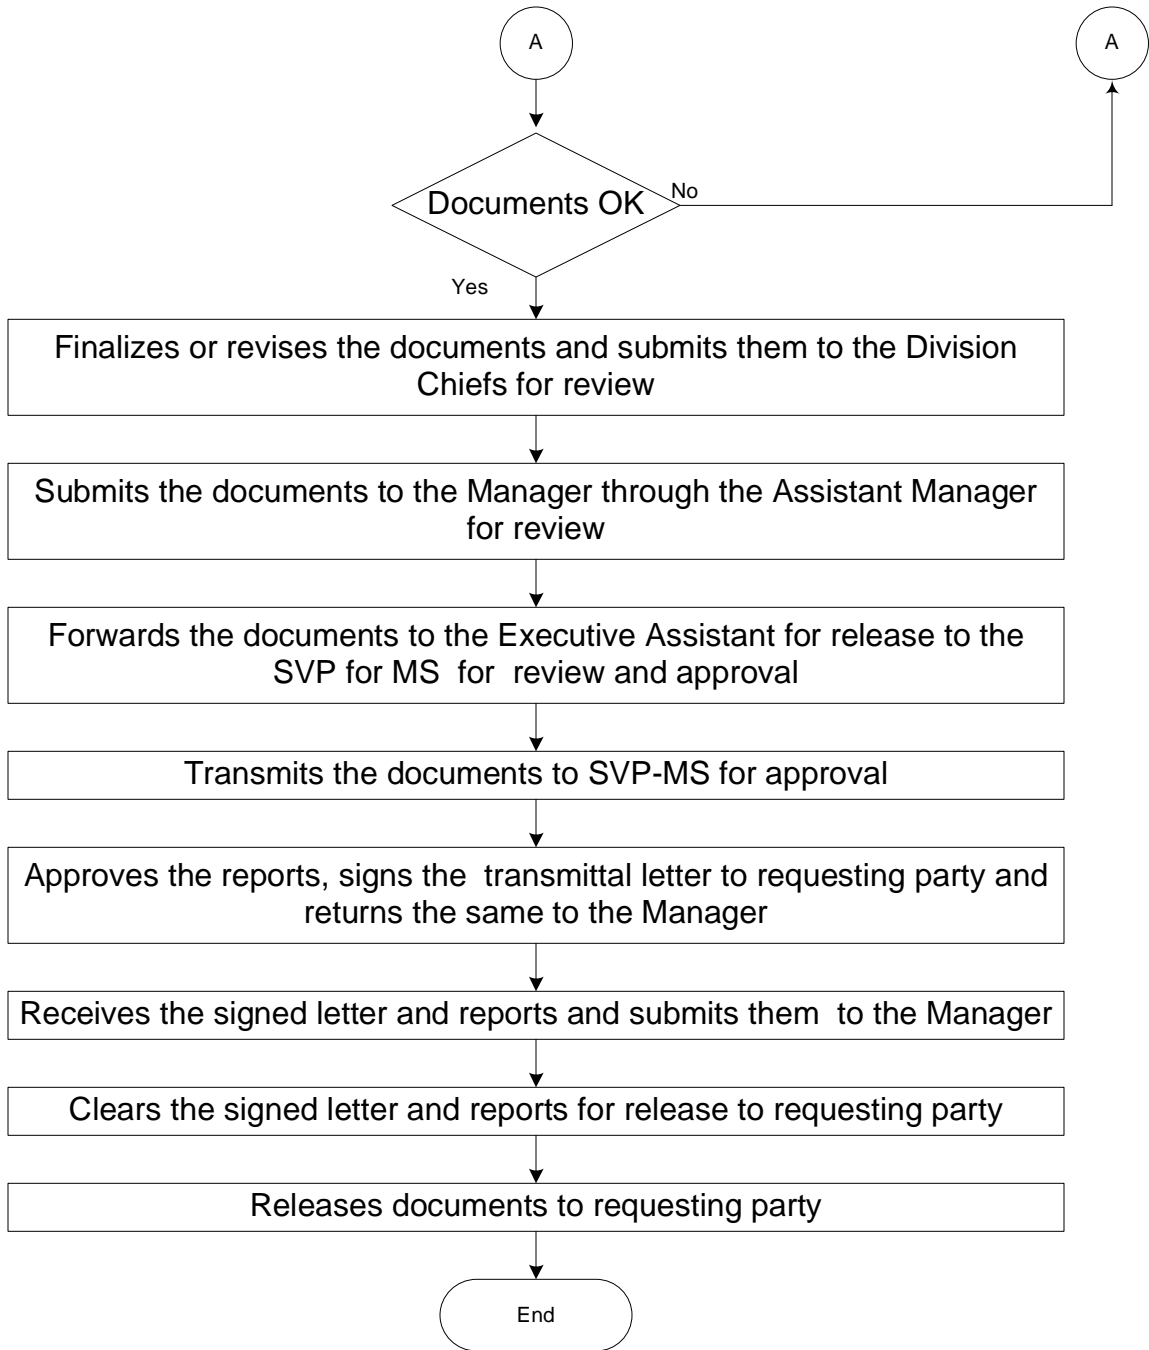 A
A
Documents OK
No
Yes
Finalizes or revises the documents and submits them to the Division
Chiefs for review
Submits the documents to the Manager through the Assistant Manager
for review
Forwards the documents to the Executive Assistant for release to the
SVP for MS  for  review and approval
Transmits the documents to SVP-MS for approval
Approves the reports, signs the  transmittal letter to requesting party and
returns the same to the Manager
Receives the signed letter and reports and submits them  to the Manager
Clears the signed letter and reports for release to requesting party
Releases documents to requesting party
End